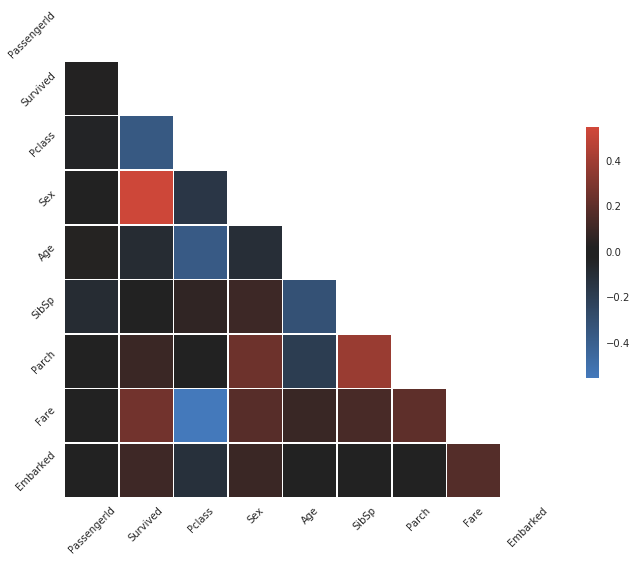 PassengerId
Survived
Pclass
Sex
Age
SibSp
Parch
Fare
Embarked
0.4
0.2
0.0
−0.2
−0.4
PassengerId
Survived
Pclass
Sex
Age
SibSp
Parch
Fare
Embarked